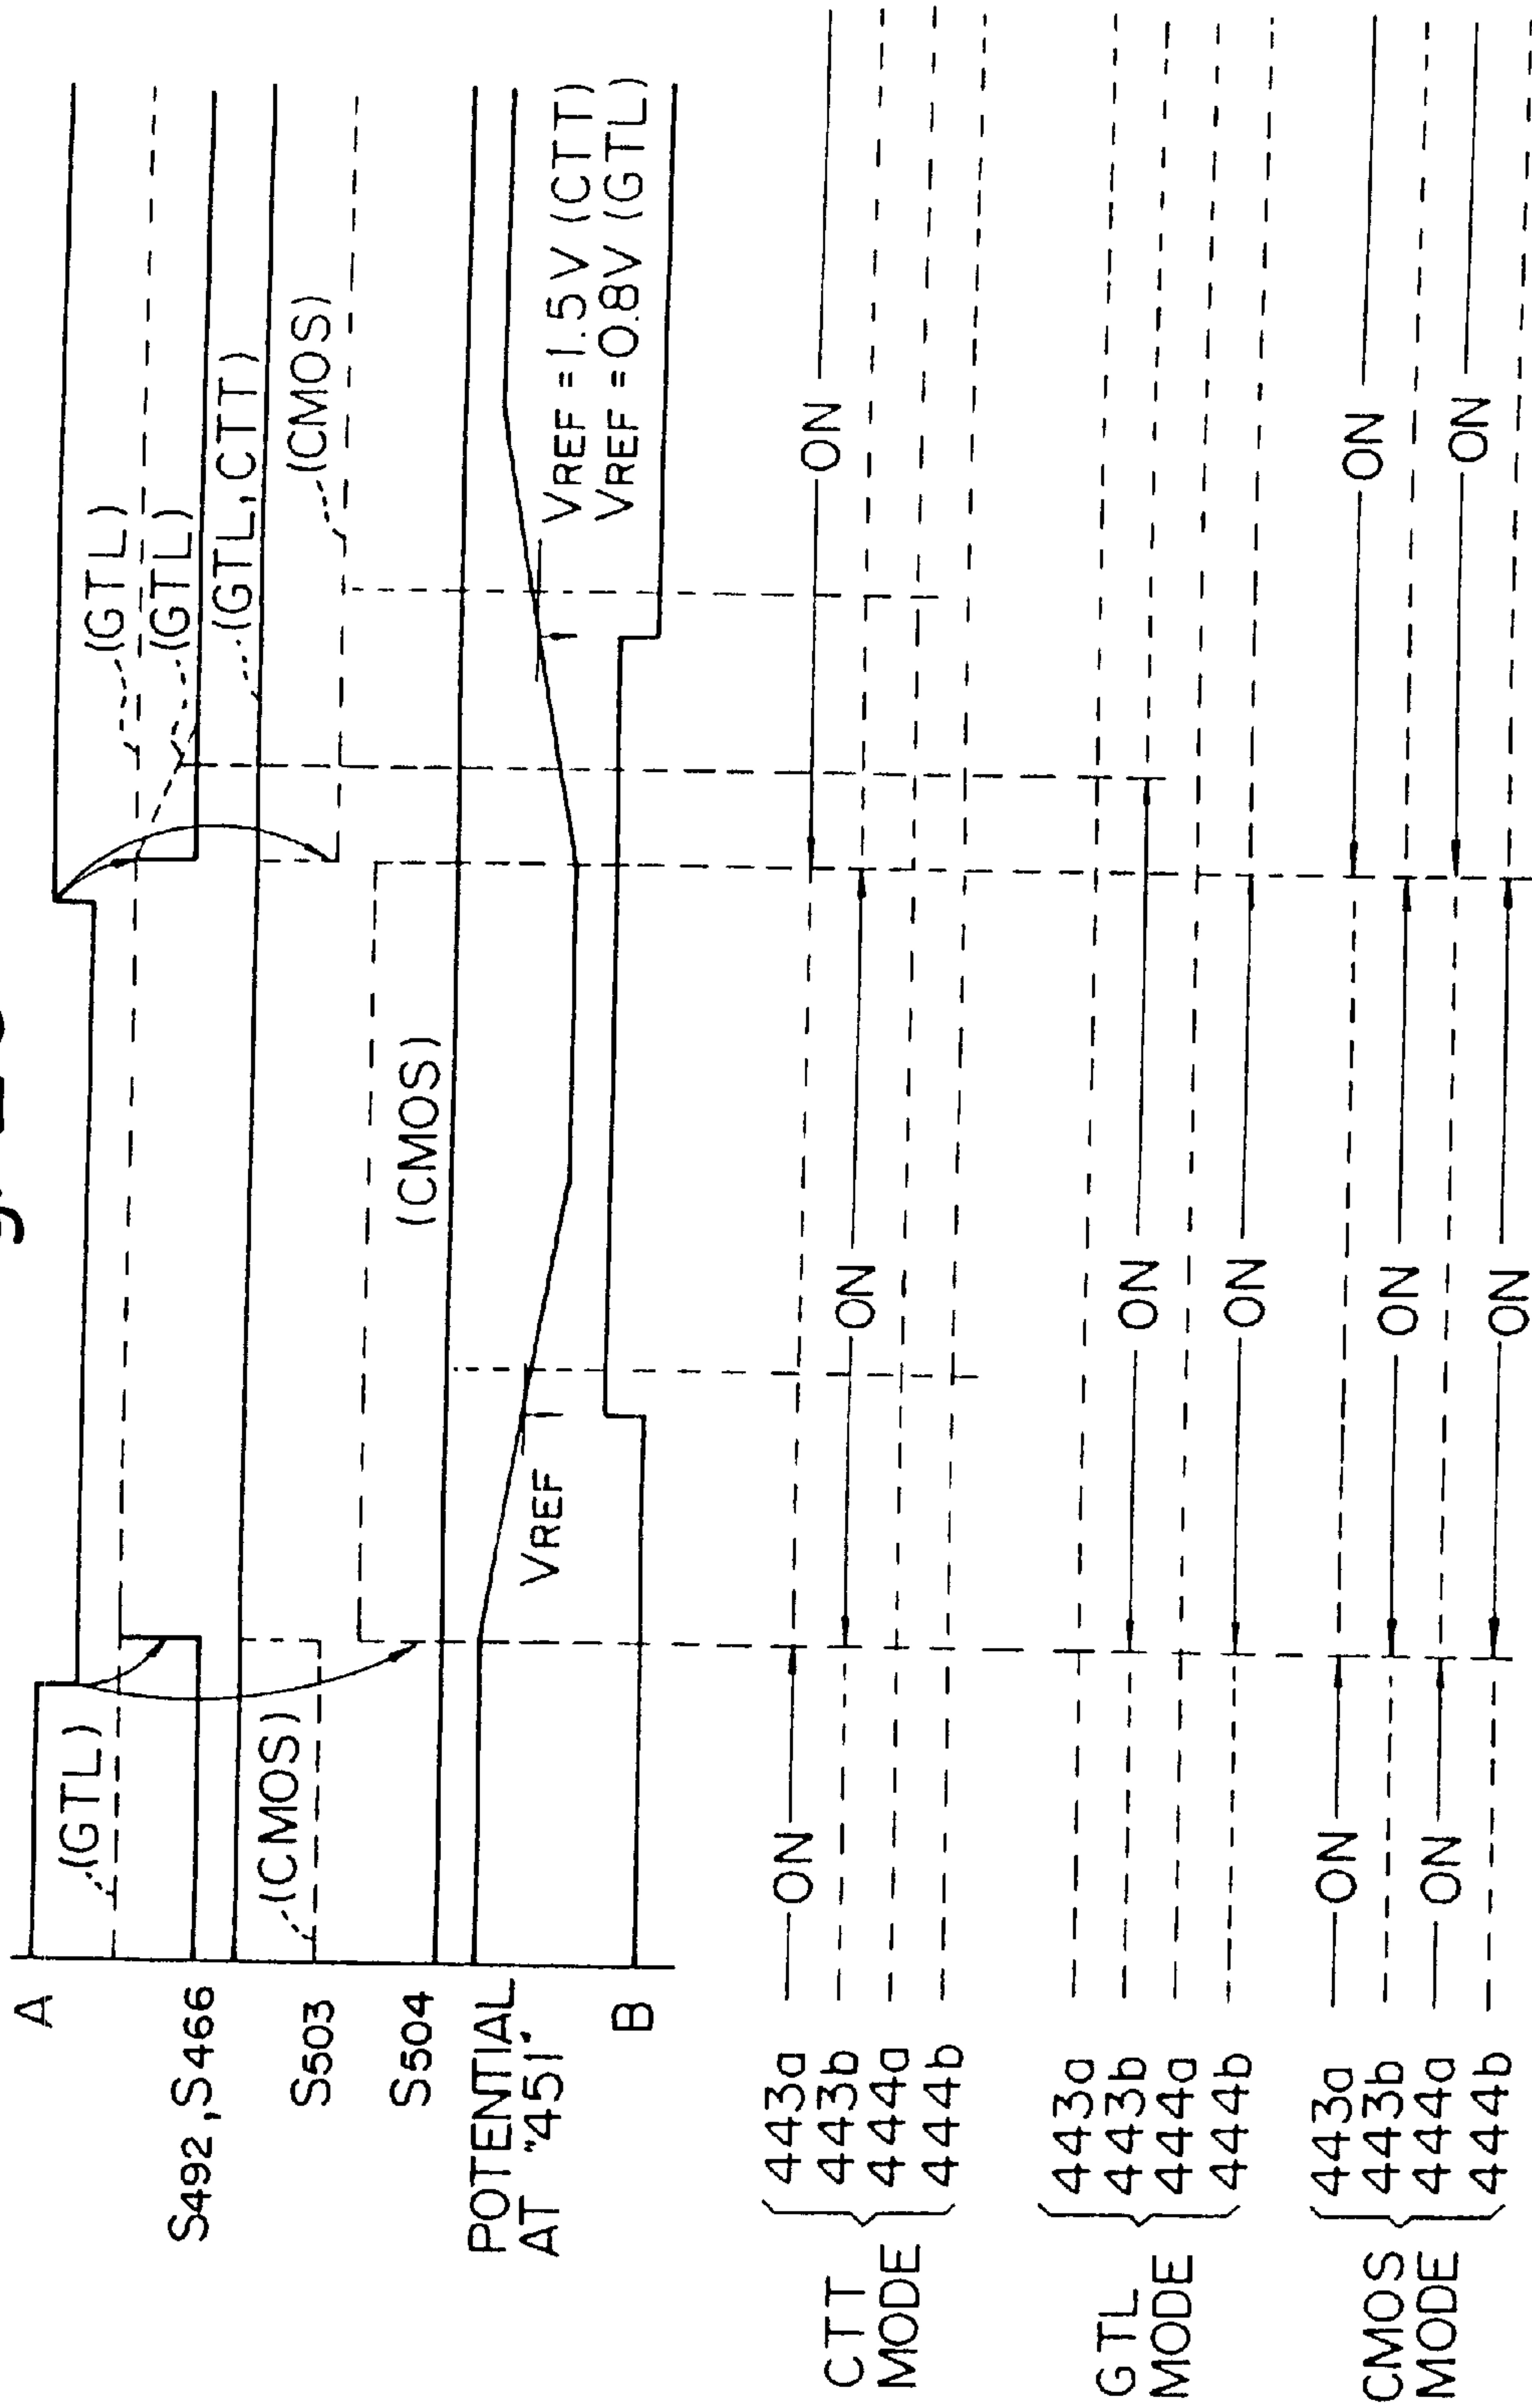 A
(GTL)
(GTL)
(GTL)
S492,S466
(GTL,CTT)
S503
(CMOS)
(CMOS)
S504
(CMOS)
POTENTIAL
AT "451"
VREF
VREF = 1.5V (CTT)
VREF = 0.8V (GTL)
B
CTT
MODE
443a
ON
ON
443b
ON
444a
444b
GTL
MODE
443a
443b
ON
444a
444b
ON
CMOS
MODE
443a
ON
ON
443b
ON
444a
ON
ON
444b
ON